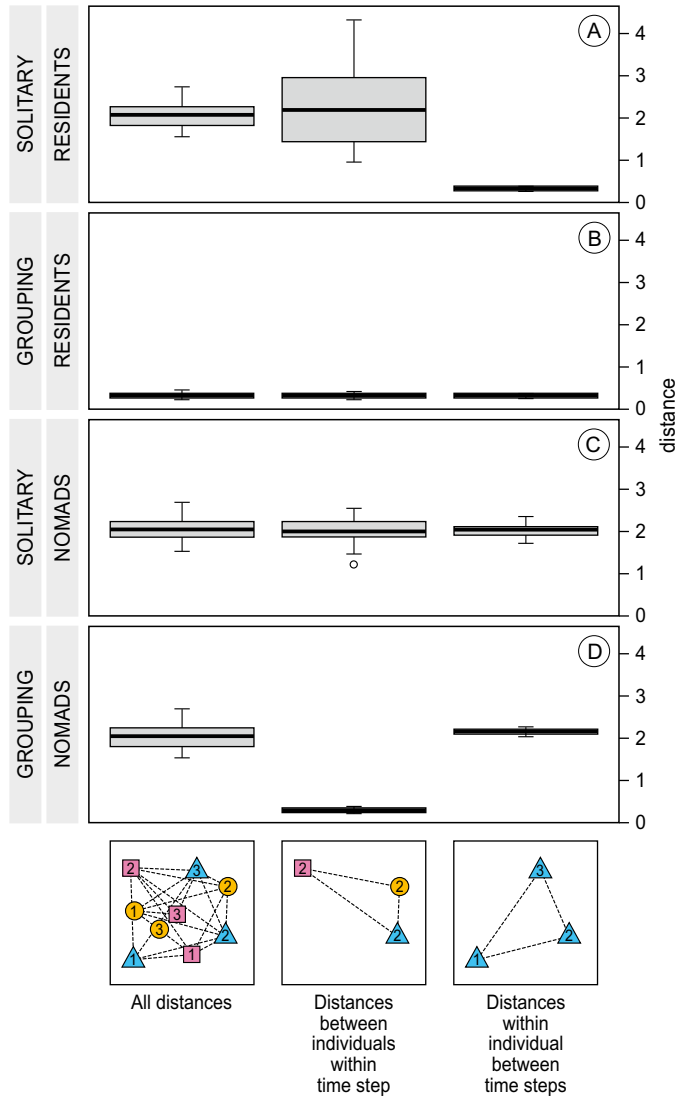 SOLITARY
RESIDENTS
A
4
3
2
1
0
GROUPING
RESIDENTS
B
4
3
2
1
0
distance
SOLITARY
NOMADS
C
4
3
2
1
0
GROUPING
NOMADS
D
4
3
2
1
0
2
3
2
1
3
3
2
1
1
2
2
2
3
2
1
All distances
Distances
between
individuals
within
time step
Distances
within
individual
between
time steps